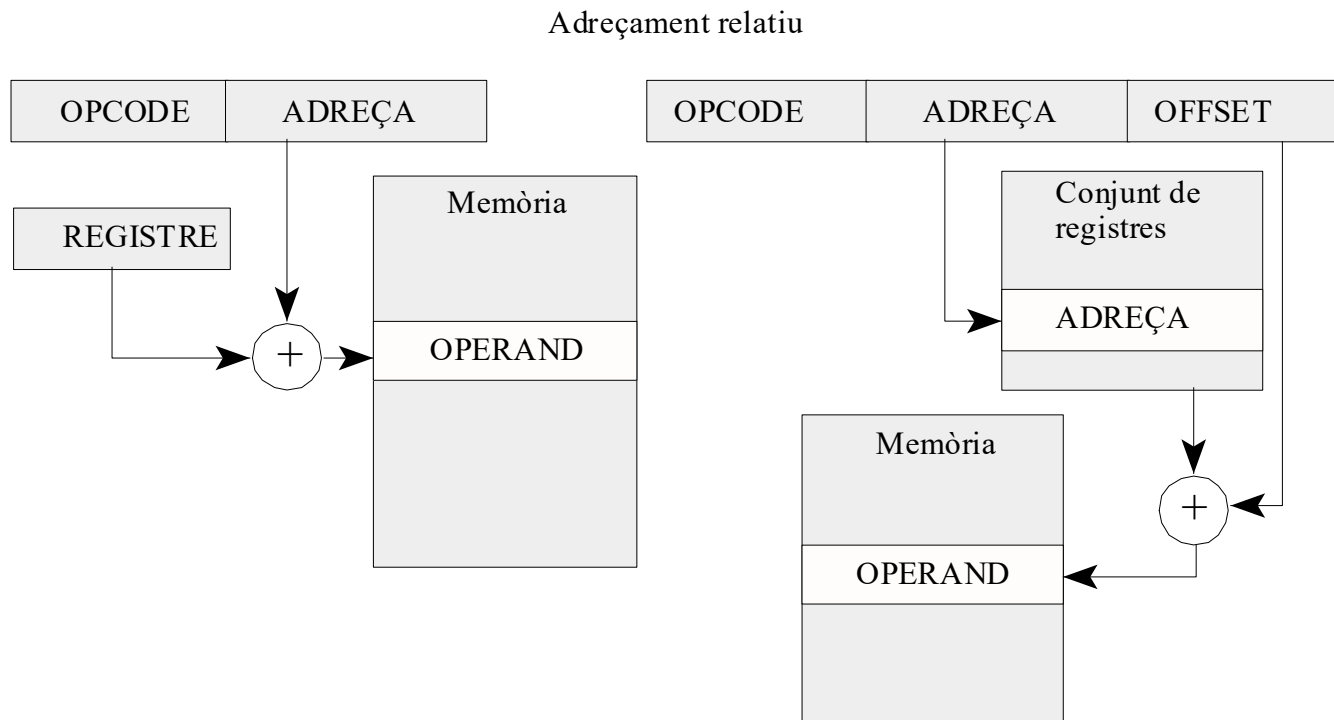 Adreçament relatiu
OPCODE
ADREÇA
REGISTRE
+
Memòria
OPERAND
OPCODE
ADREÇA
OFFSET
Conjunt de
registres
ADREÇA
+
Memòria
OPERAND